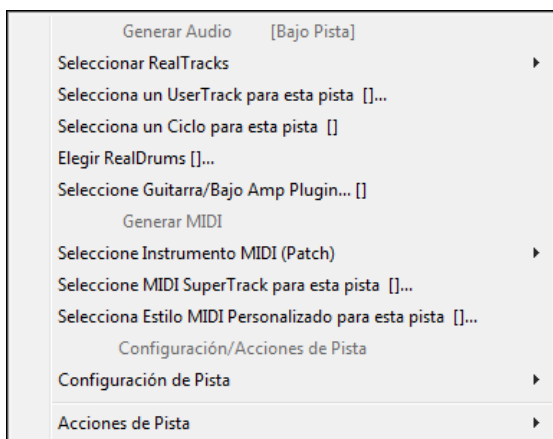 Generar Audio [Bajo Pista]
Seleccionar RealTracks
Selecciona un UserTrack para esta pista []...
Selecciona un Ciclo para esta pista []
Elegir RealDrums []...
Seleccione Guitarra/Bajo Amp Plugin... []
Generar MIDI
Seleccione Instrumento MIDI (Patch)
Seleccione MIDI SuperTrack para esta pista []...
Selecciona Estilo MIDI Personalizado para esta pista []...
Configuración/Acciones de Pista
Configuración de Pista
Acciones de Pista